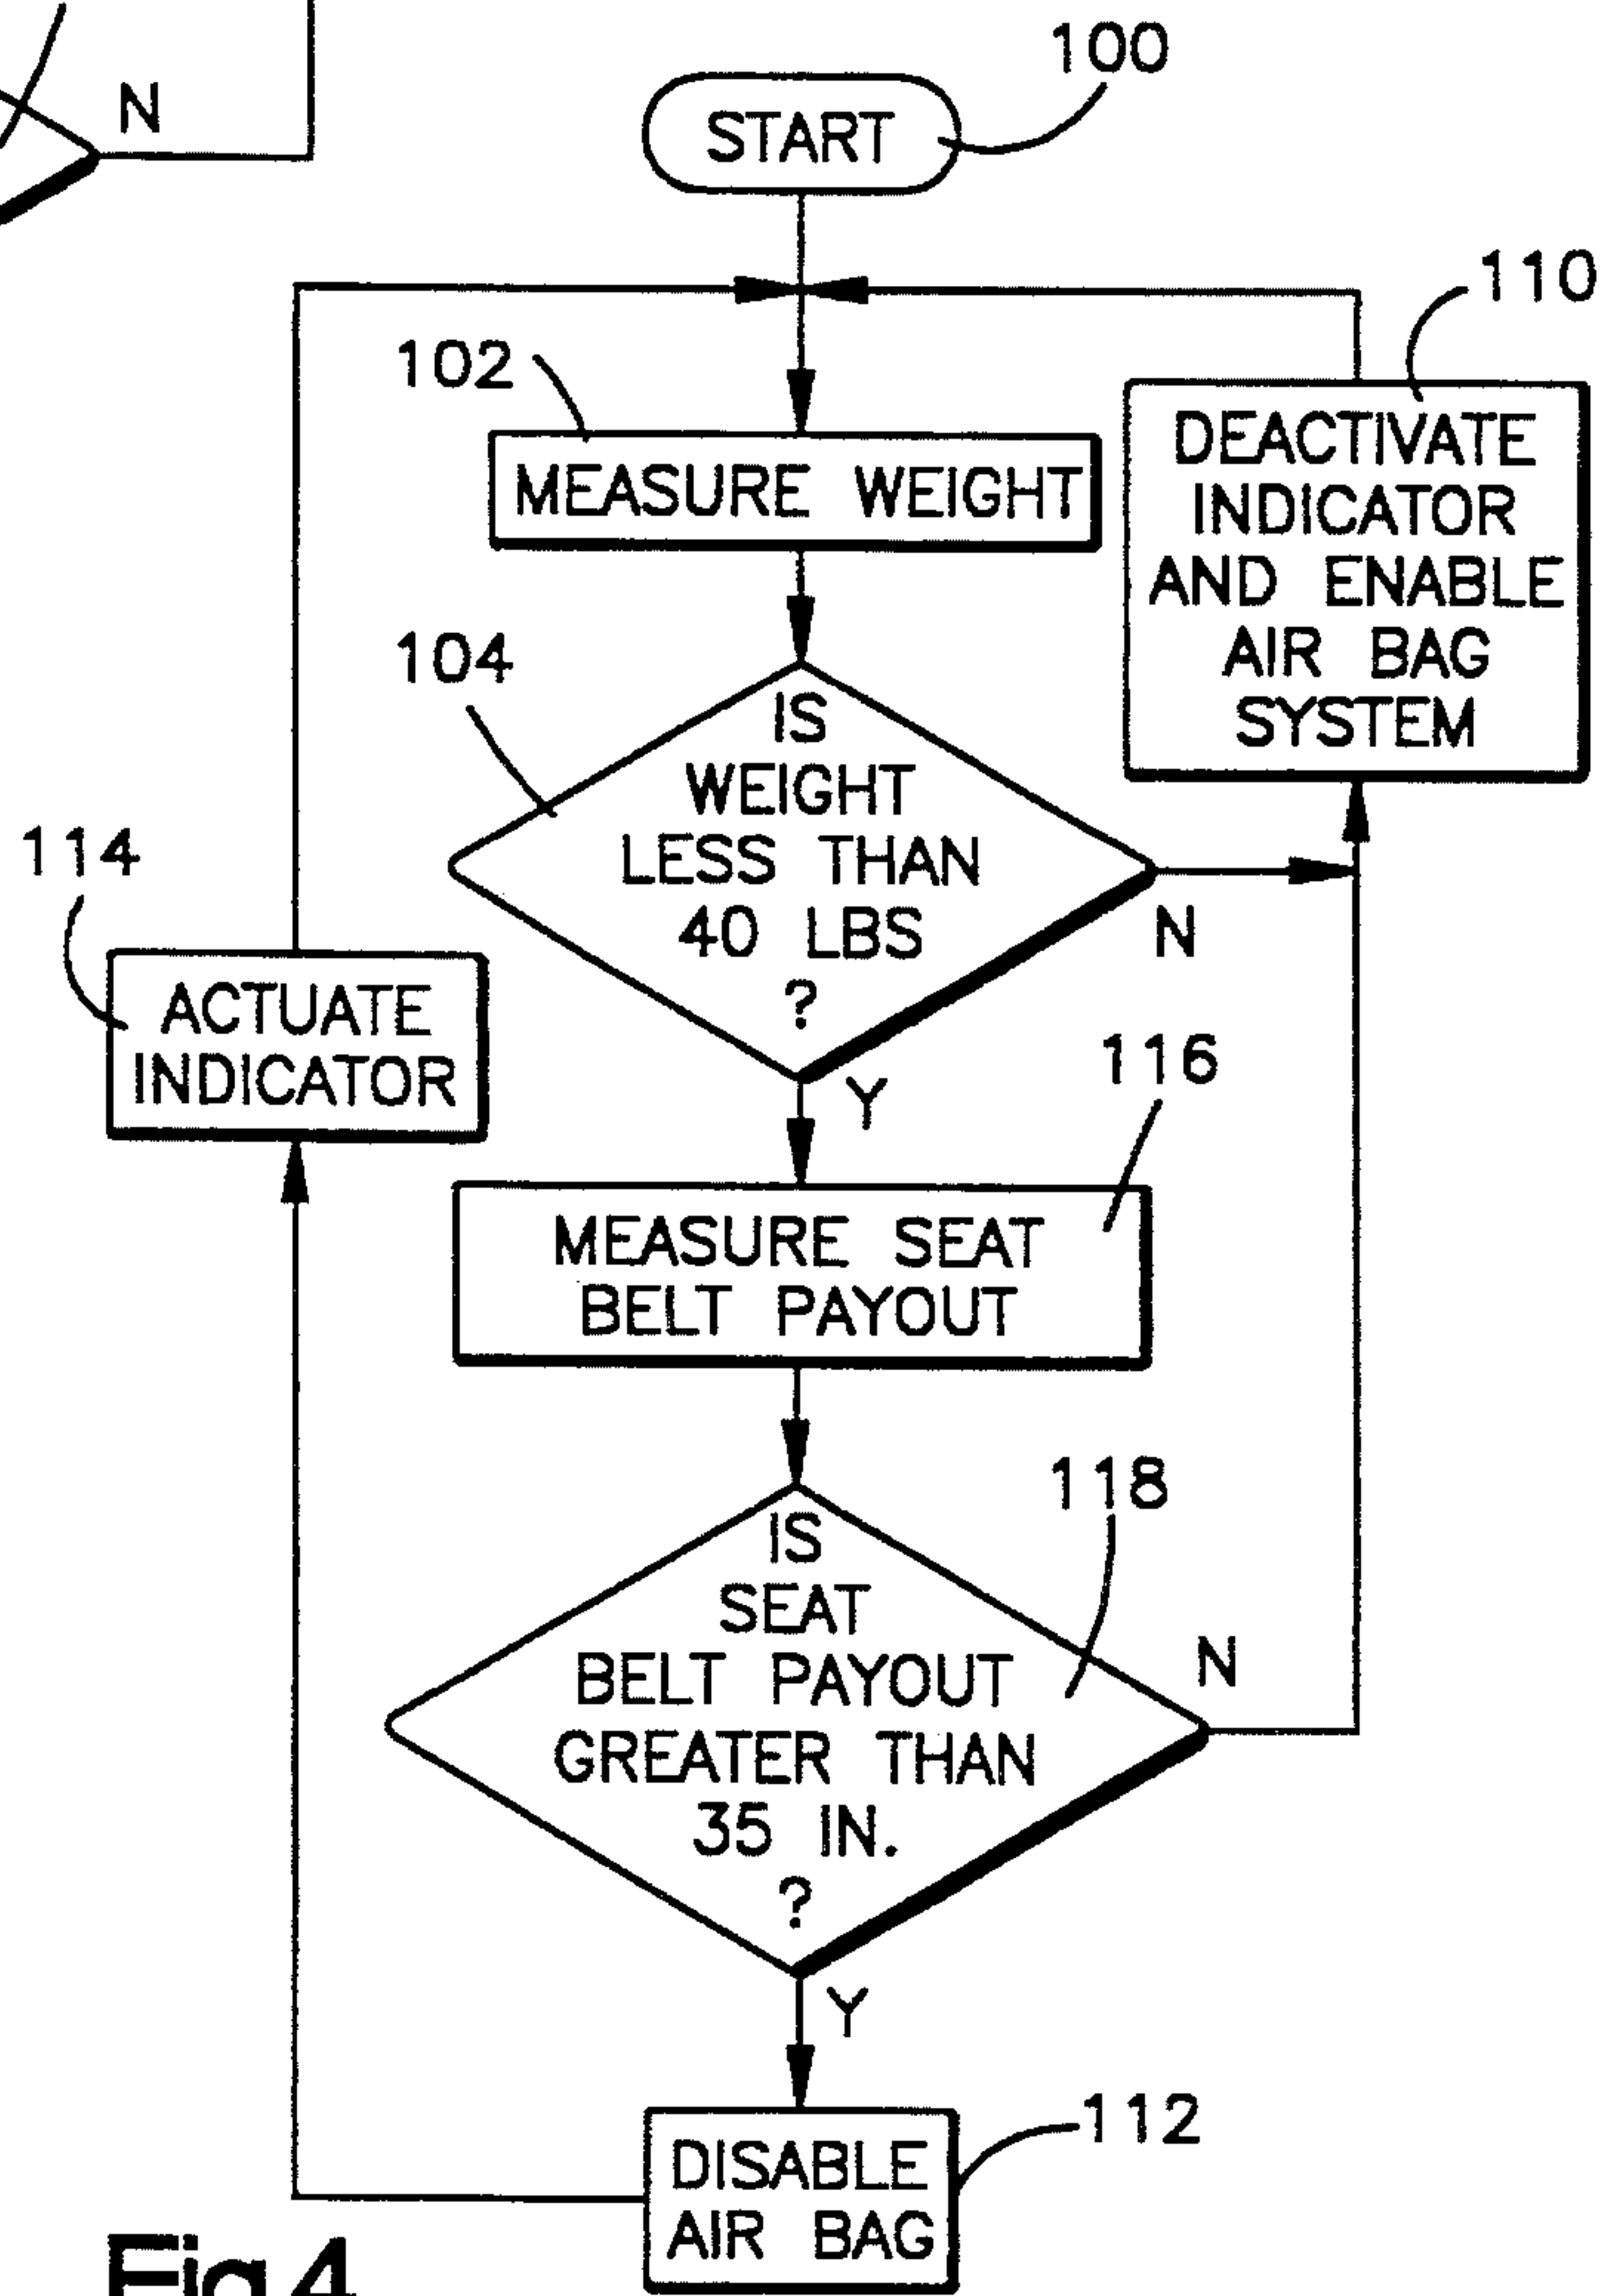 N
100
START
110
102
MEASURE WEIGHT
DEACTIVATE
INDICATOR
AND ENABLE
AIR BAG
SYSTEM
104
IS
WEIGHT
LESS THAN
40 LBS
?
N
Y
114
ACTUATE
INDICATOR
116
MEASURE SEAT
BELT PAYOUT
118
IS
SEAT
BELT PAYOUT
GREATER THAN
35 IN.
?
N
Y
112
DISABLE
AIR BAG
Fig.4